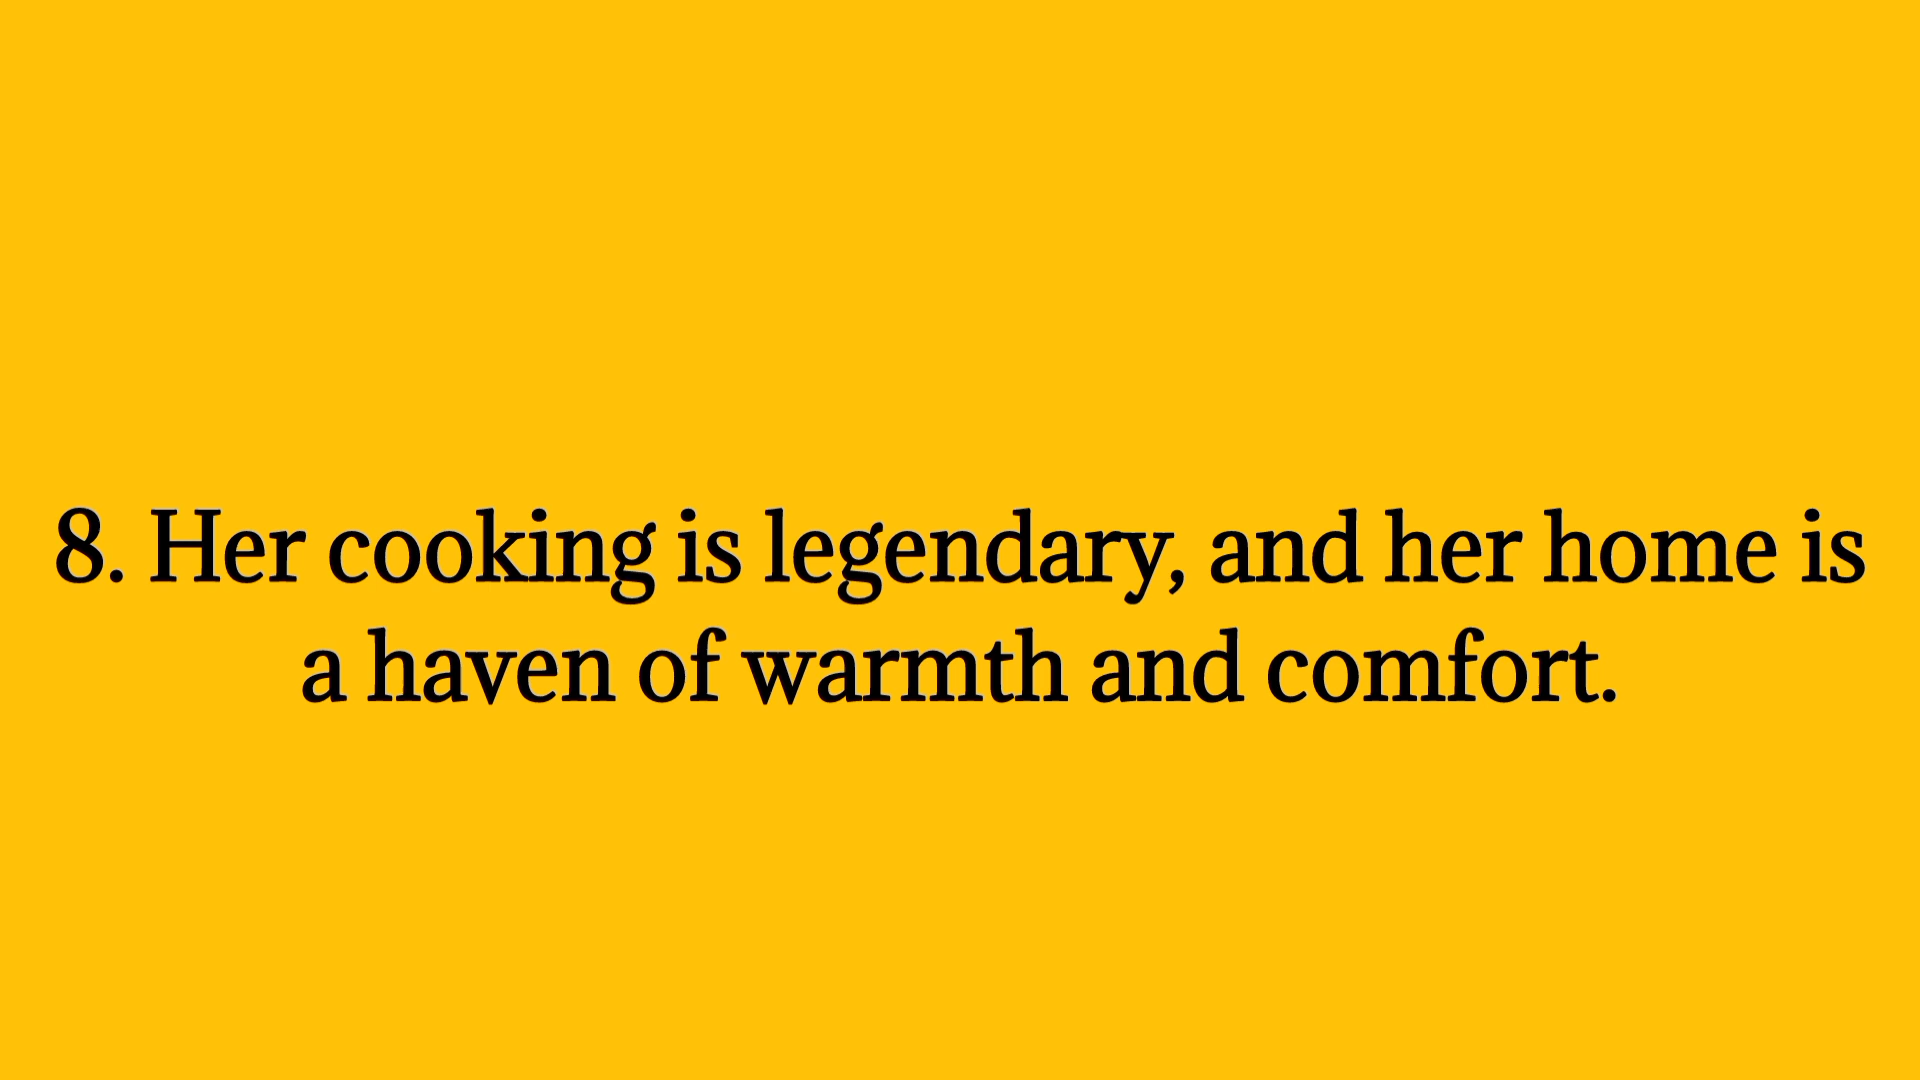 8. Her cooking is legendary, and her home is
a haven of warmth and comfort.